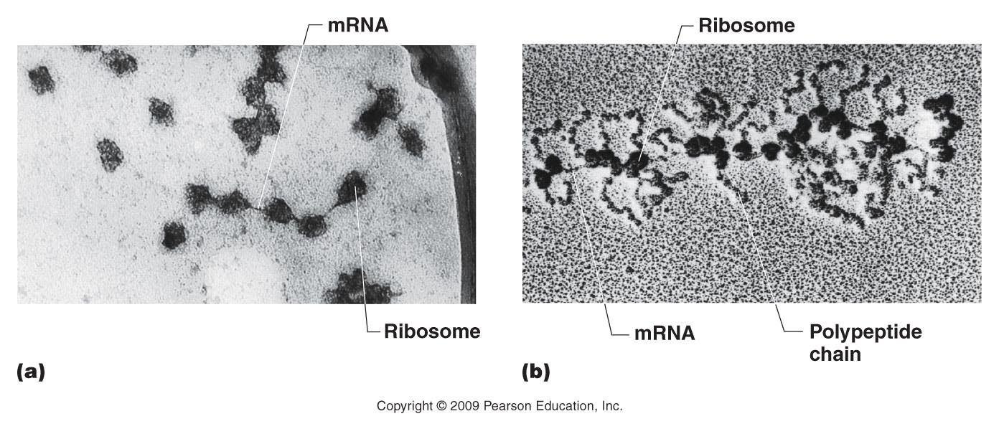 mRNA
Ribosome
Ribosome
mRNA
Polypeptide
chain
(a)
(b)
Copyright © 2009 Pearson Education, Inc.